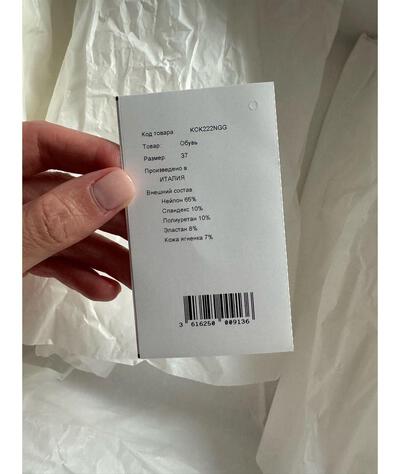 Код товара KCK222NGG
Товар: Обувь
Размер: 37
Произведено в
ИТАЛИЯ
Внешний состав
Нейлон 65%
Спандекс 10%
Полиуретан 10%
Эластан 8%
Кожа ягненка 7%
3 616250 009136